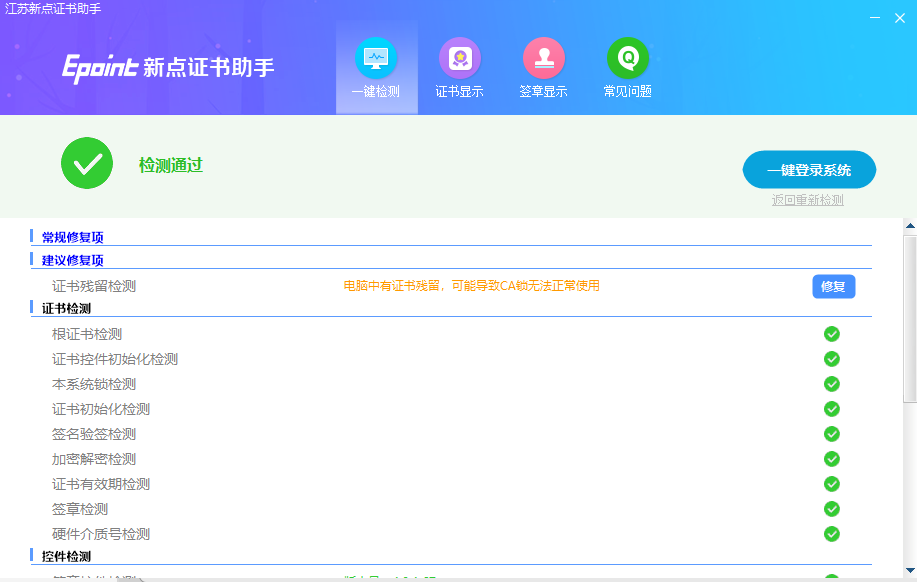 江苏新点证书助手
Epoint 新点证书助手
一键检测 证书显示 签章显示 常见问题
检测通过
一键登录系统
返回重新检测
常规修复项
建议修复项
证书残留检测 电脑中有证书残留，可能导致CA锁无法正常使用 修复
证书检测
根证书检测
证书控件初始化检测
本系统锁检测
证书初始化检测
签名验签检测
加密解密检测
证书有效期检测
签章检测
硬件介质号检测
控件检测